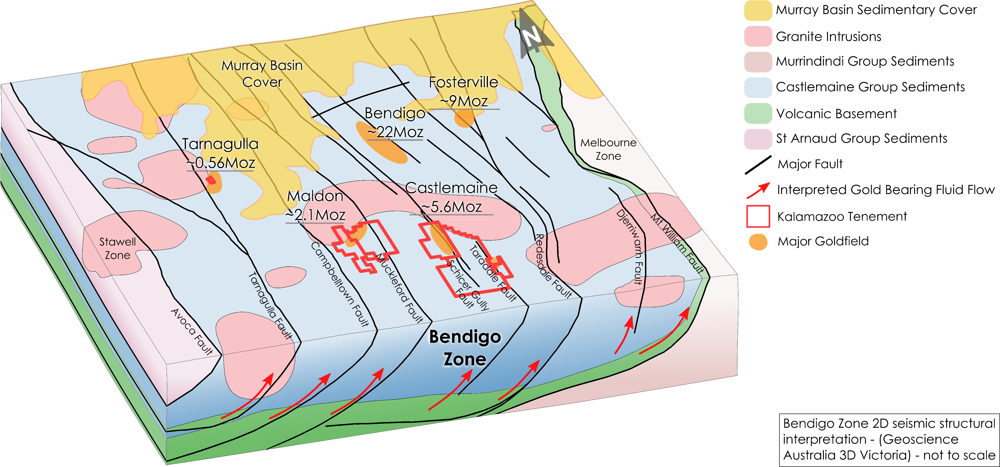 Murray Basin Sedimentary Cover
Granite Intrusions
Murrindindi Group Sediments
Castlemaine Group Sediments
Volcanic Basement
St Arnaud Group Sediments
Major Fault
Interpreted Gold Bearing Fluid Flow
Kalamazoo Tenement
Major Goldfield
N
Murray Basin
Cover
Fosterville
~9Moz
Bendigo
~22Moz
Tarnagulla
~0.56Moz
Melbourne
Zone
Maldon
~2.1Moz
Castlemaine
~5.6Moz
Stawell
Zone
Avoca Fault
Tarnagulla Fault
Campbelltown Fault
Muckleford Fault
Schicer Gully
Fault
Taradale Fault
Redesdale Fault
Djerriwarrh Fault
Mt William Fault
Bendigo
Zone
Bendigo Zone 2D seismic structural
interpretation - (Geoscience
Australia 3D Victoria) - not to scale